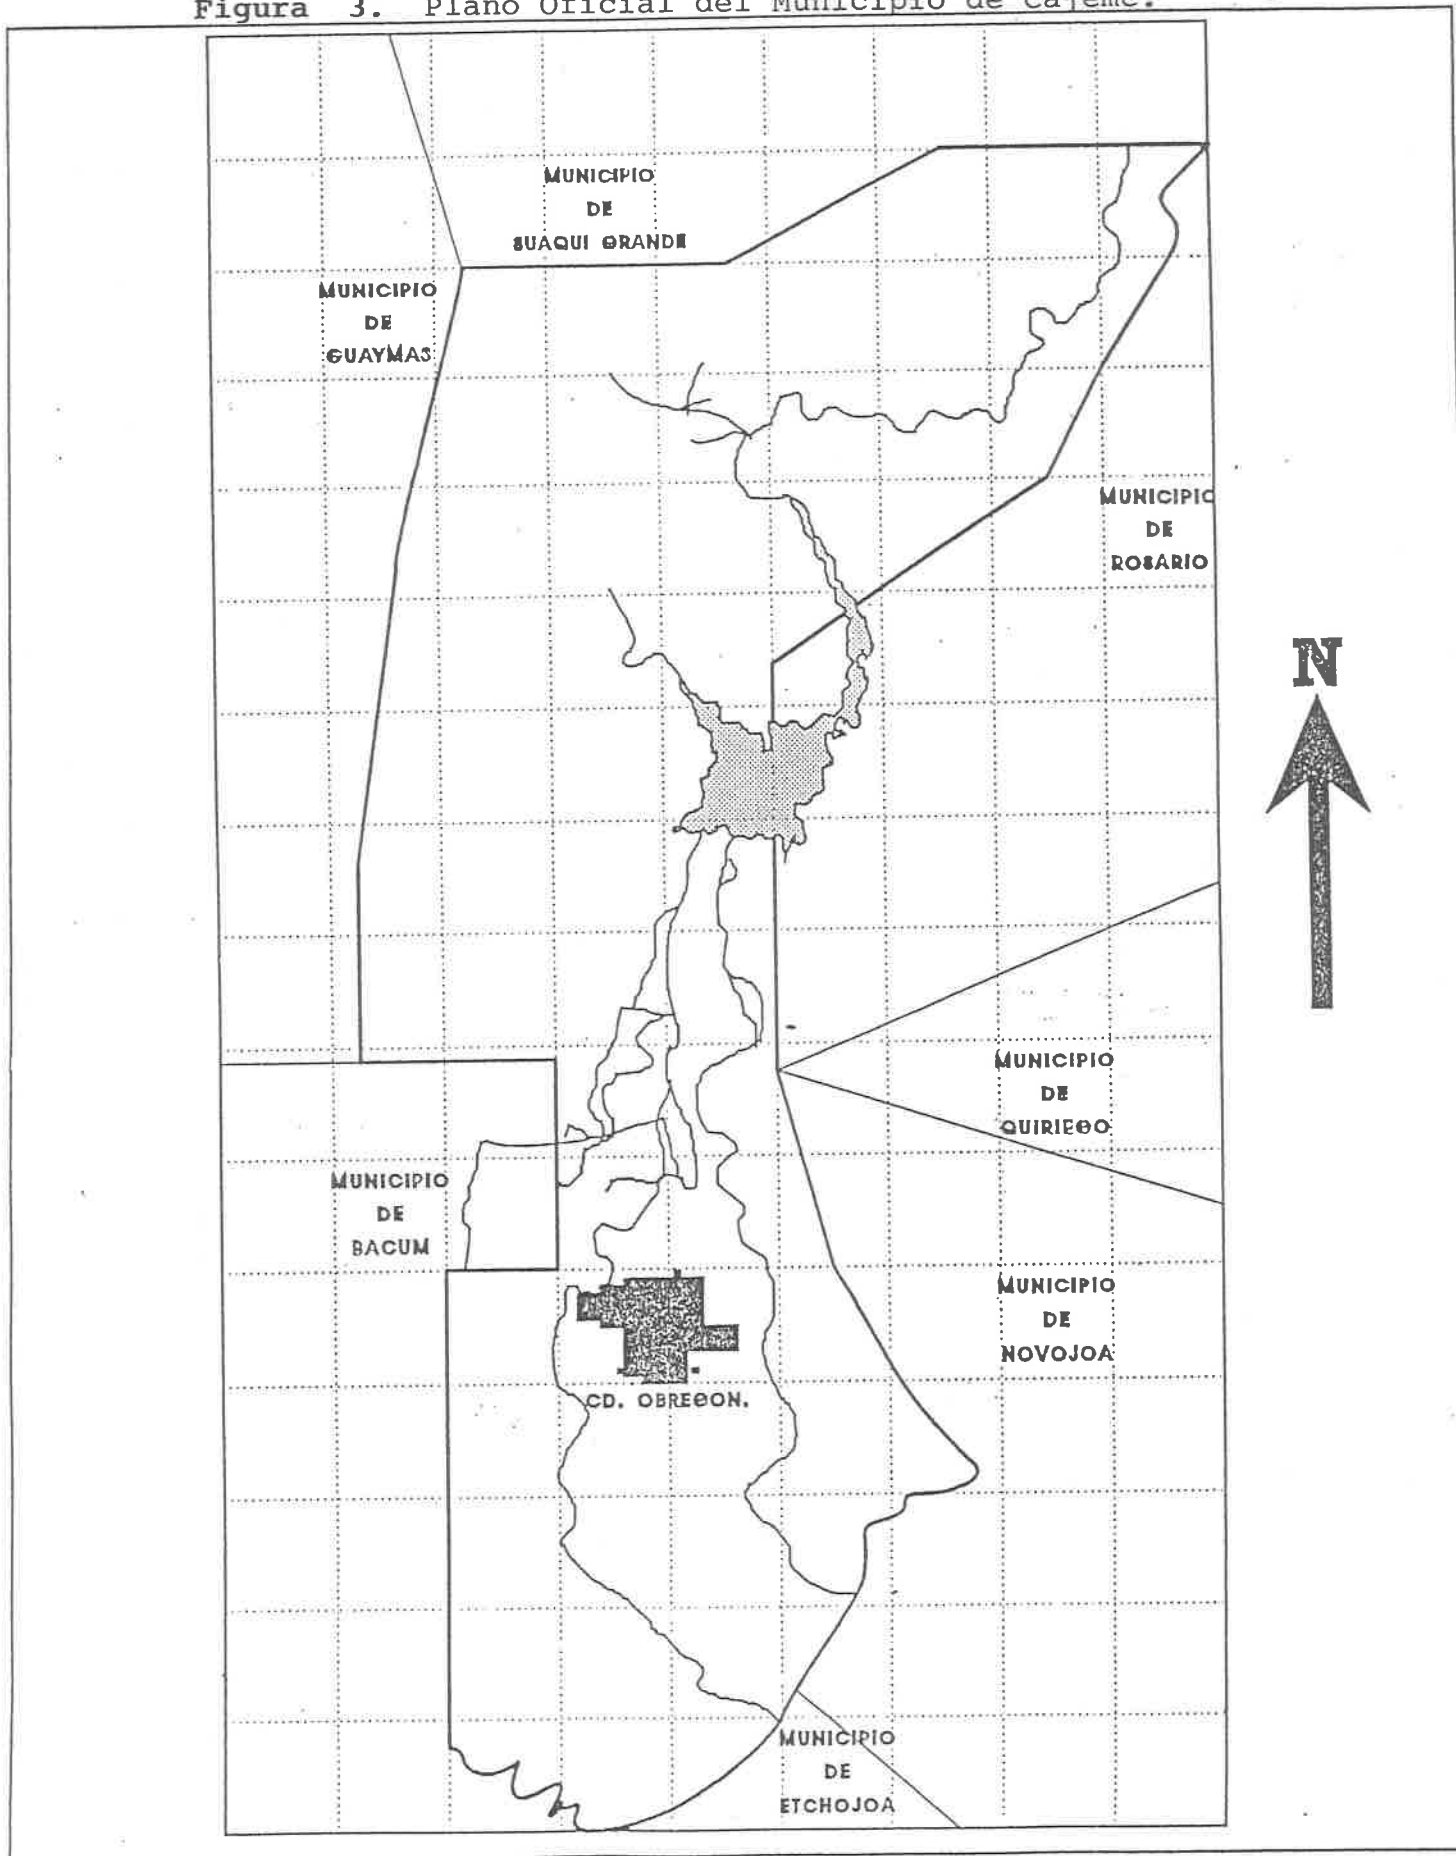 Figura 3. Plano Oficial del Municipio de Cajeme.
MUNICIPIO
DE
SUAQUI GRANDE
MUNICIPIO
DE
GUAYMAS
MUNICIPIO
DE
ROSARIO
N
MUNICIPIO
DE
QUIRIEGO
MUNICIPIO
DE
BACUM
MUNICIPIO
DE
NOVOJOA
CD. OBREGON.
MUNICIPIO
DE
ETCHOJOA